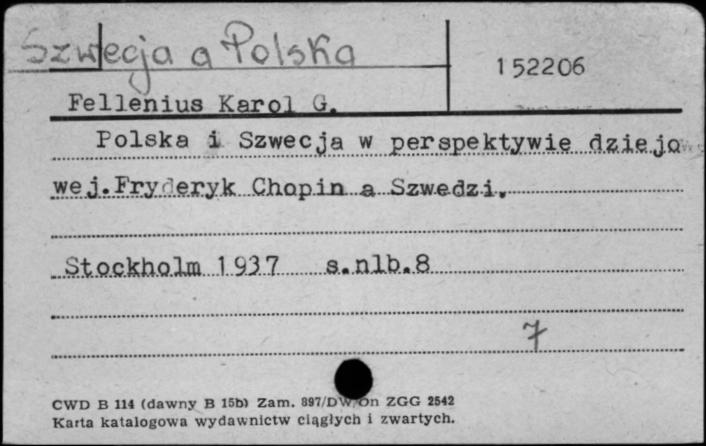 Szwecja a Polska
152206
Fellenius Karol G.
Polska i Szwecja w perspektywie dziejo
wej.Fryderyk Chopin a Szwedzi.
Stockholm 1937 s.nlb.8
7
CWD B 114 (dawny B 15b) Zam. 897/DW/On ZGG 2542
Karta katalogowa wydawnictw ciągłych i zwartych.